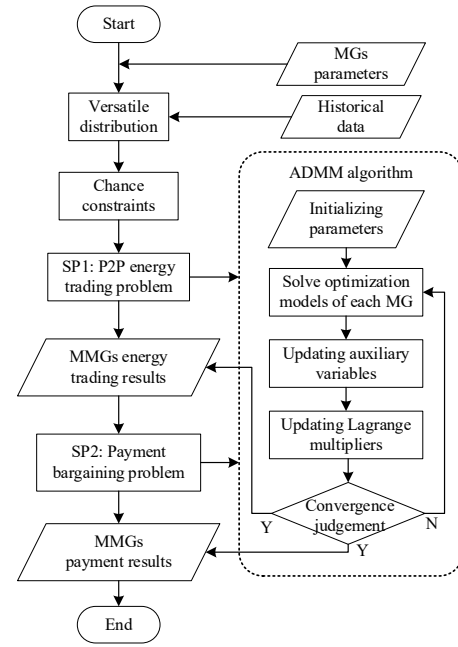 Start
MGs
parameters
Versatile
distribution
Historical
data
Chance
constraints
SP1: P2P energy
trading problem
MMGs energy
trading results
SP2: Payment
bargaining problem
MMGs
payment results
End
ADMM algorithm
Initializing
parameters
Solve optimization
models of each MG
Updating auxiliary
variables
Updating Lagrange
multipliers
Convergence
judgement
Y
N
Y